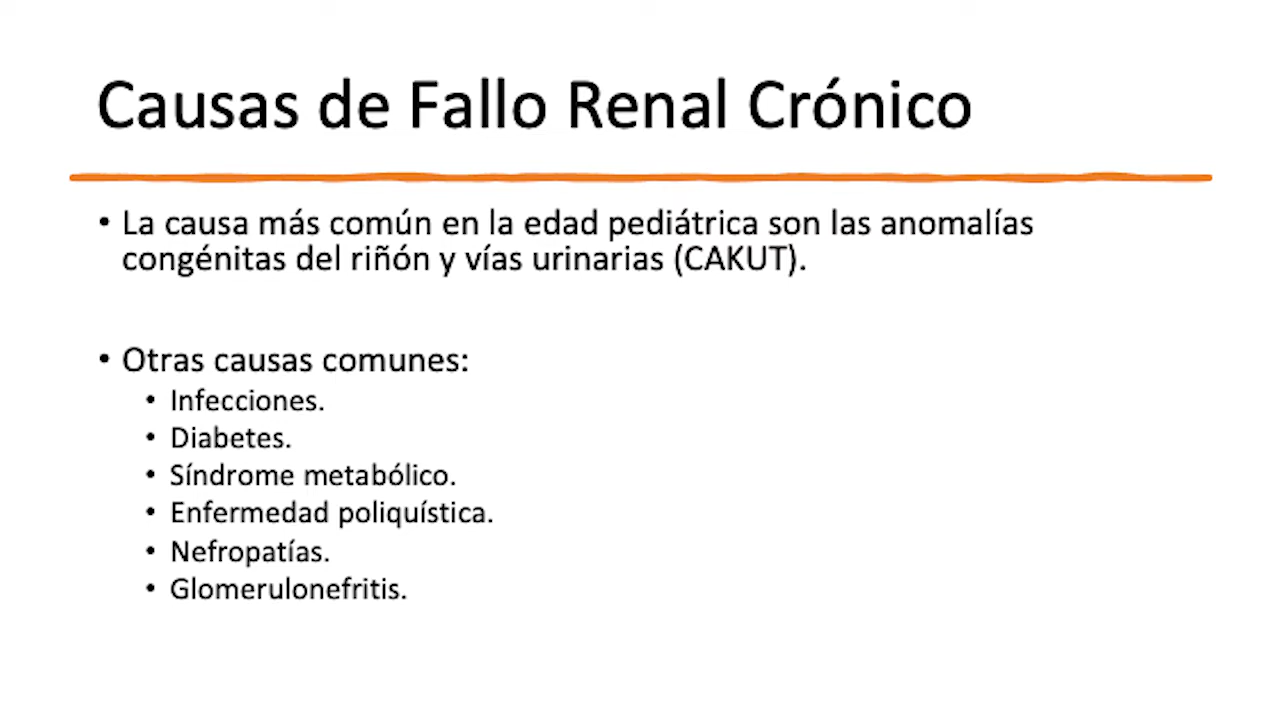 Causas de Fallo Renal Crónico
• La causa más común en la edad pediátrica son las anomalías
congénitas del riñón y vías urinarias (CAKUT).
• Otras causas comunes:
• Infecciones.
• Diabetes.
• Síndrome metabólico.
• Enfermedad poliquística.
• Nefropatías.
• Glomerulonefritis.